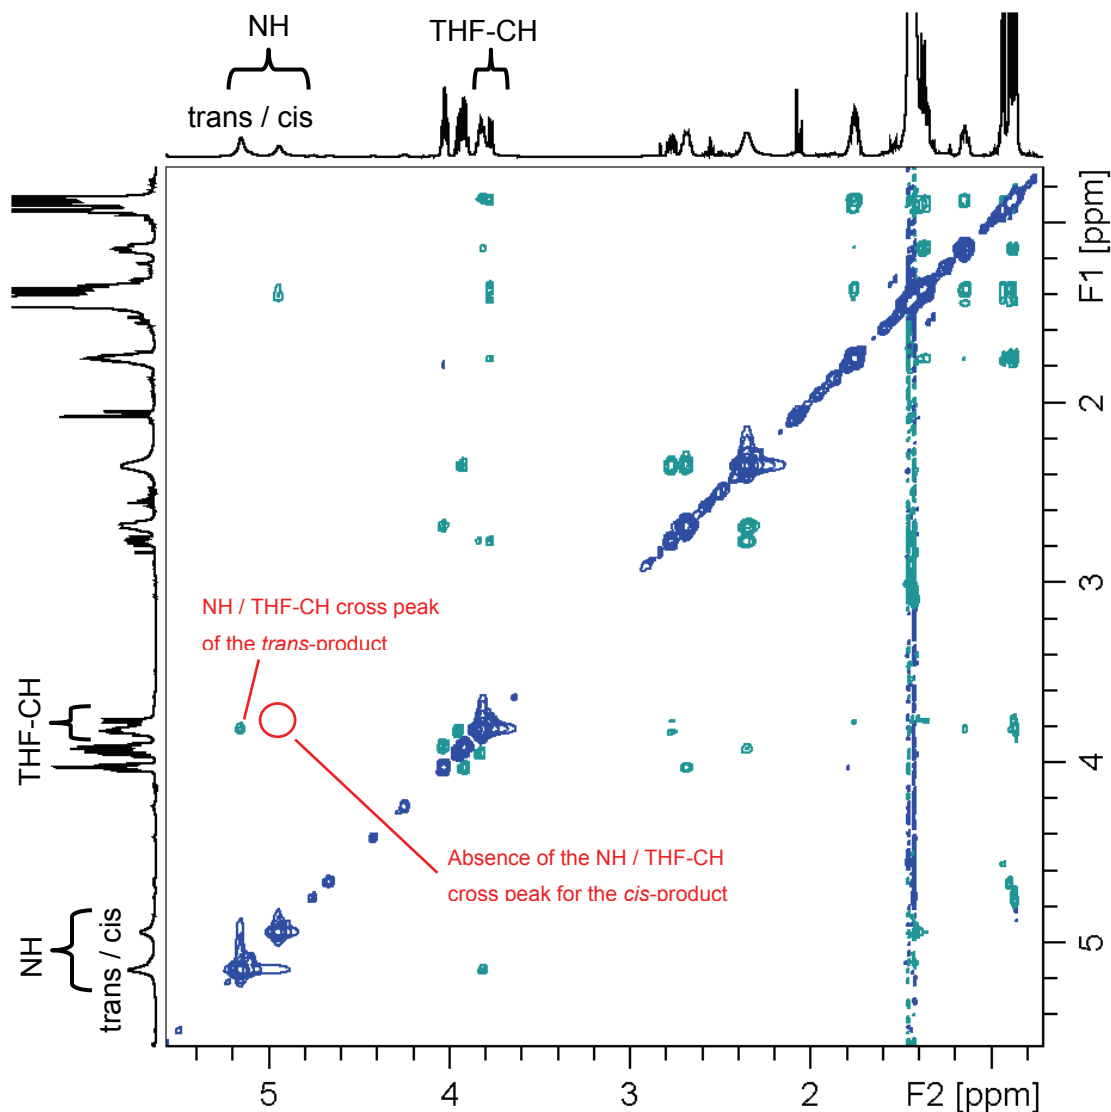 NH
THF-CH
trans / cis
F1 [ppm]
2
3
4
5
NH / THF-CH cross peak
of the trans-product
THF-CH
Absence of the NH / THF-CH
cross peak for the cis-product
NH
trans / cis
5
4
3
2
F2 [ppm]